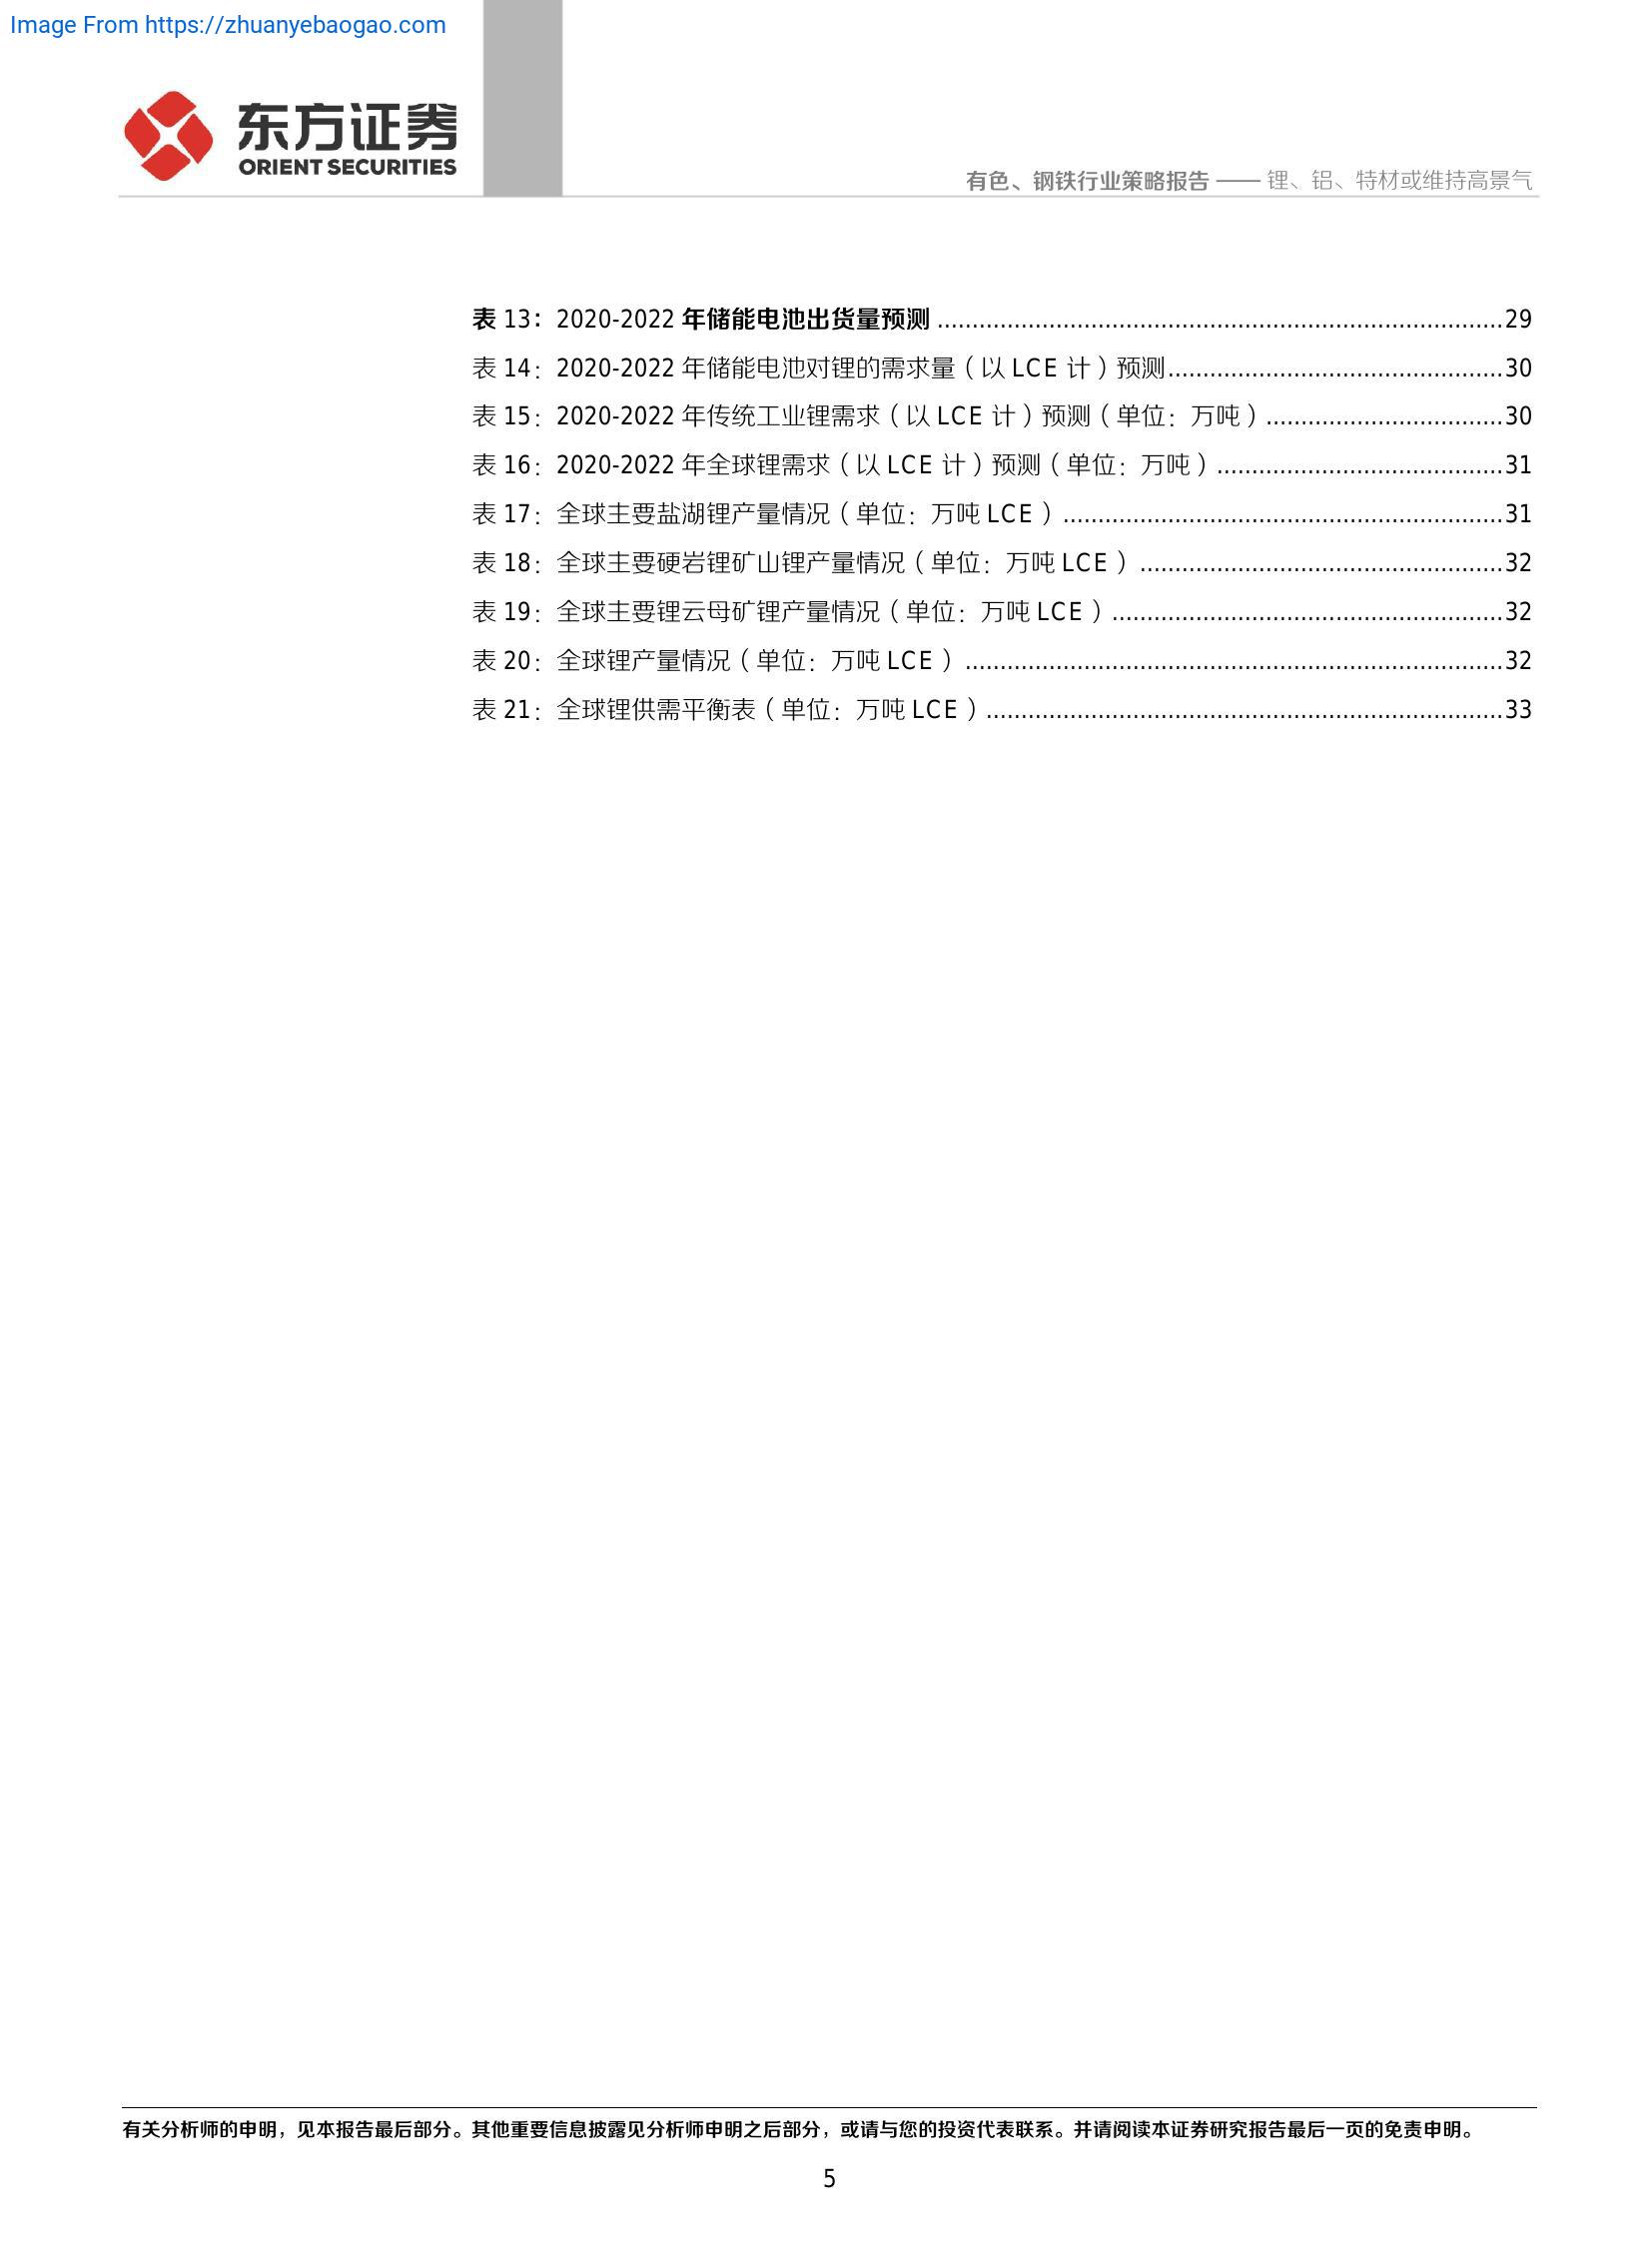 Image From https://zhuanyebaogao.com
东方证券
ORIENT SECURITIES
有色、钢铁行业策略报告 —— 锂、铝、特材或维持高景气
表 13：2020-2022 年储能电池出货量预测 ................................................................................29
表 14：2020-2022 年储能电池对锂的需求量（以 LCE 计）预测................................................30
表 15：2020-2022 年传统工业锂需求（以 LCE 计）预测（单位：万吨）..................................30
表 16：2020-2022 年全球锂需求（以 LCE 计）预测（单位：万吨）.........................................31
表 17：全球主要盐湖锂产量情况（单位：万吨 LCE ）...............................................................31
表 18：全球主要硬岩锂矿山锂产量情况（单位：万吨 LCE ）....................................................32
表 19：全球主要锂云母矿锂产量情况（单位：万吨 LCE ）........................................................32
表 20：全球锂产量情况（单位：万吨 LCE ）.............................................................................32
表 21：全球锂供需平衡表（单位：万吨 LCE ）..........................................................................33
有关分析师的申明，见本报告最后部分。其他重要信息披露见分析师申明之后部分，或请与您的投资代表联系。并请阅读本证券研究报告最后一页的免责申明。
5